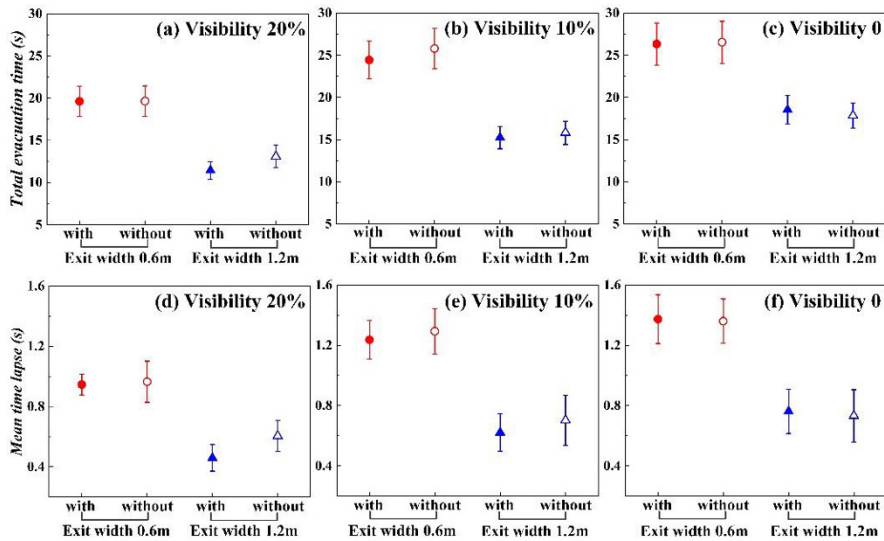 Total evacuation time (s)
30
25
20
15
10
5
(a) Visibility 20%
with without with without
Exit width 0.6m Exit width 1.2m
30
25
20
15
10
5
(b) Visibility 10%
with without with without
Exit width 0.6m Exit width 1.2m
30
25
20
15
10
5
(c) Visibility 0
with without with without
Exit width 0.6m Exit width 1.2m
Mean time lapse (s)
1.6
1.2
0.8
0.4
(d) Visibility 20%
with without with without
Exit width 0.6m Exit width 1.2m
1.6
1.2
0.8
0.4
(e) Visibility 10%
with without with without
Exit width 0.6m Exit width 1.2m
1.6
1.2
0.8
0.4
(f) Visibility 0
with without with without
Exit width 0.6m Exit width 1.2m